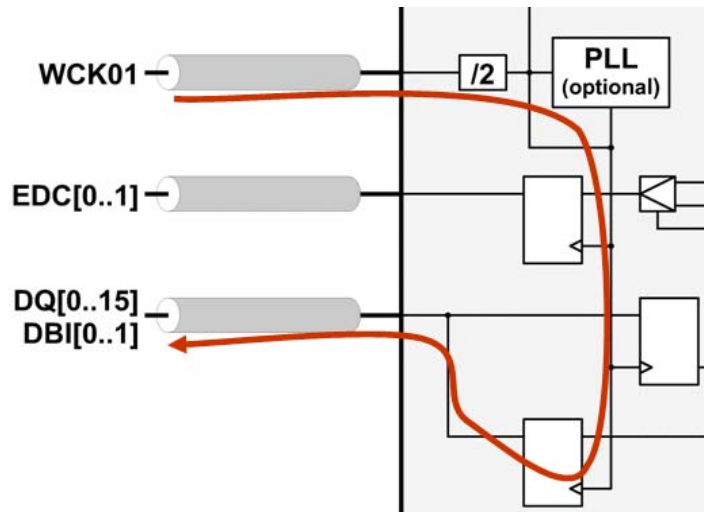 WCK01
/2
PLL
(optional)
EDC[0..1]
DQ[0..15]
DBI[0..1]